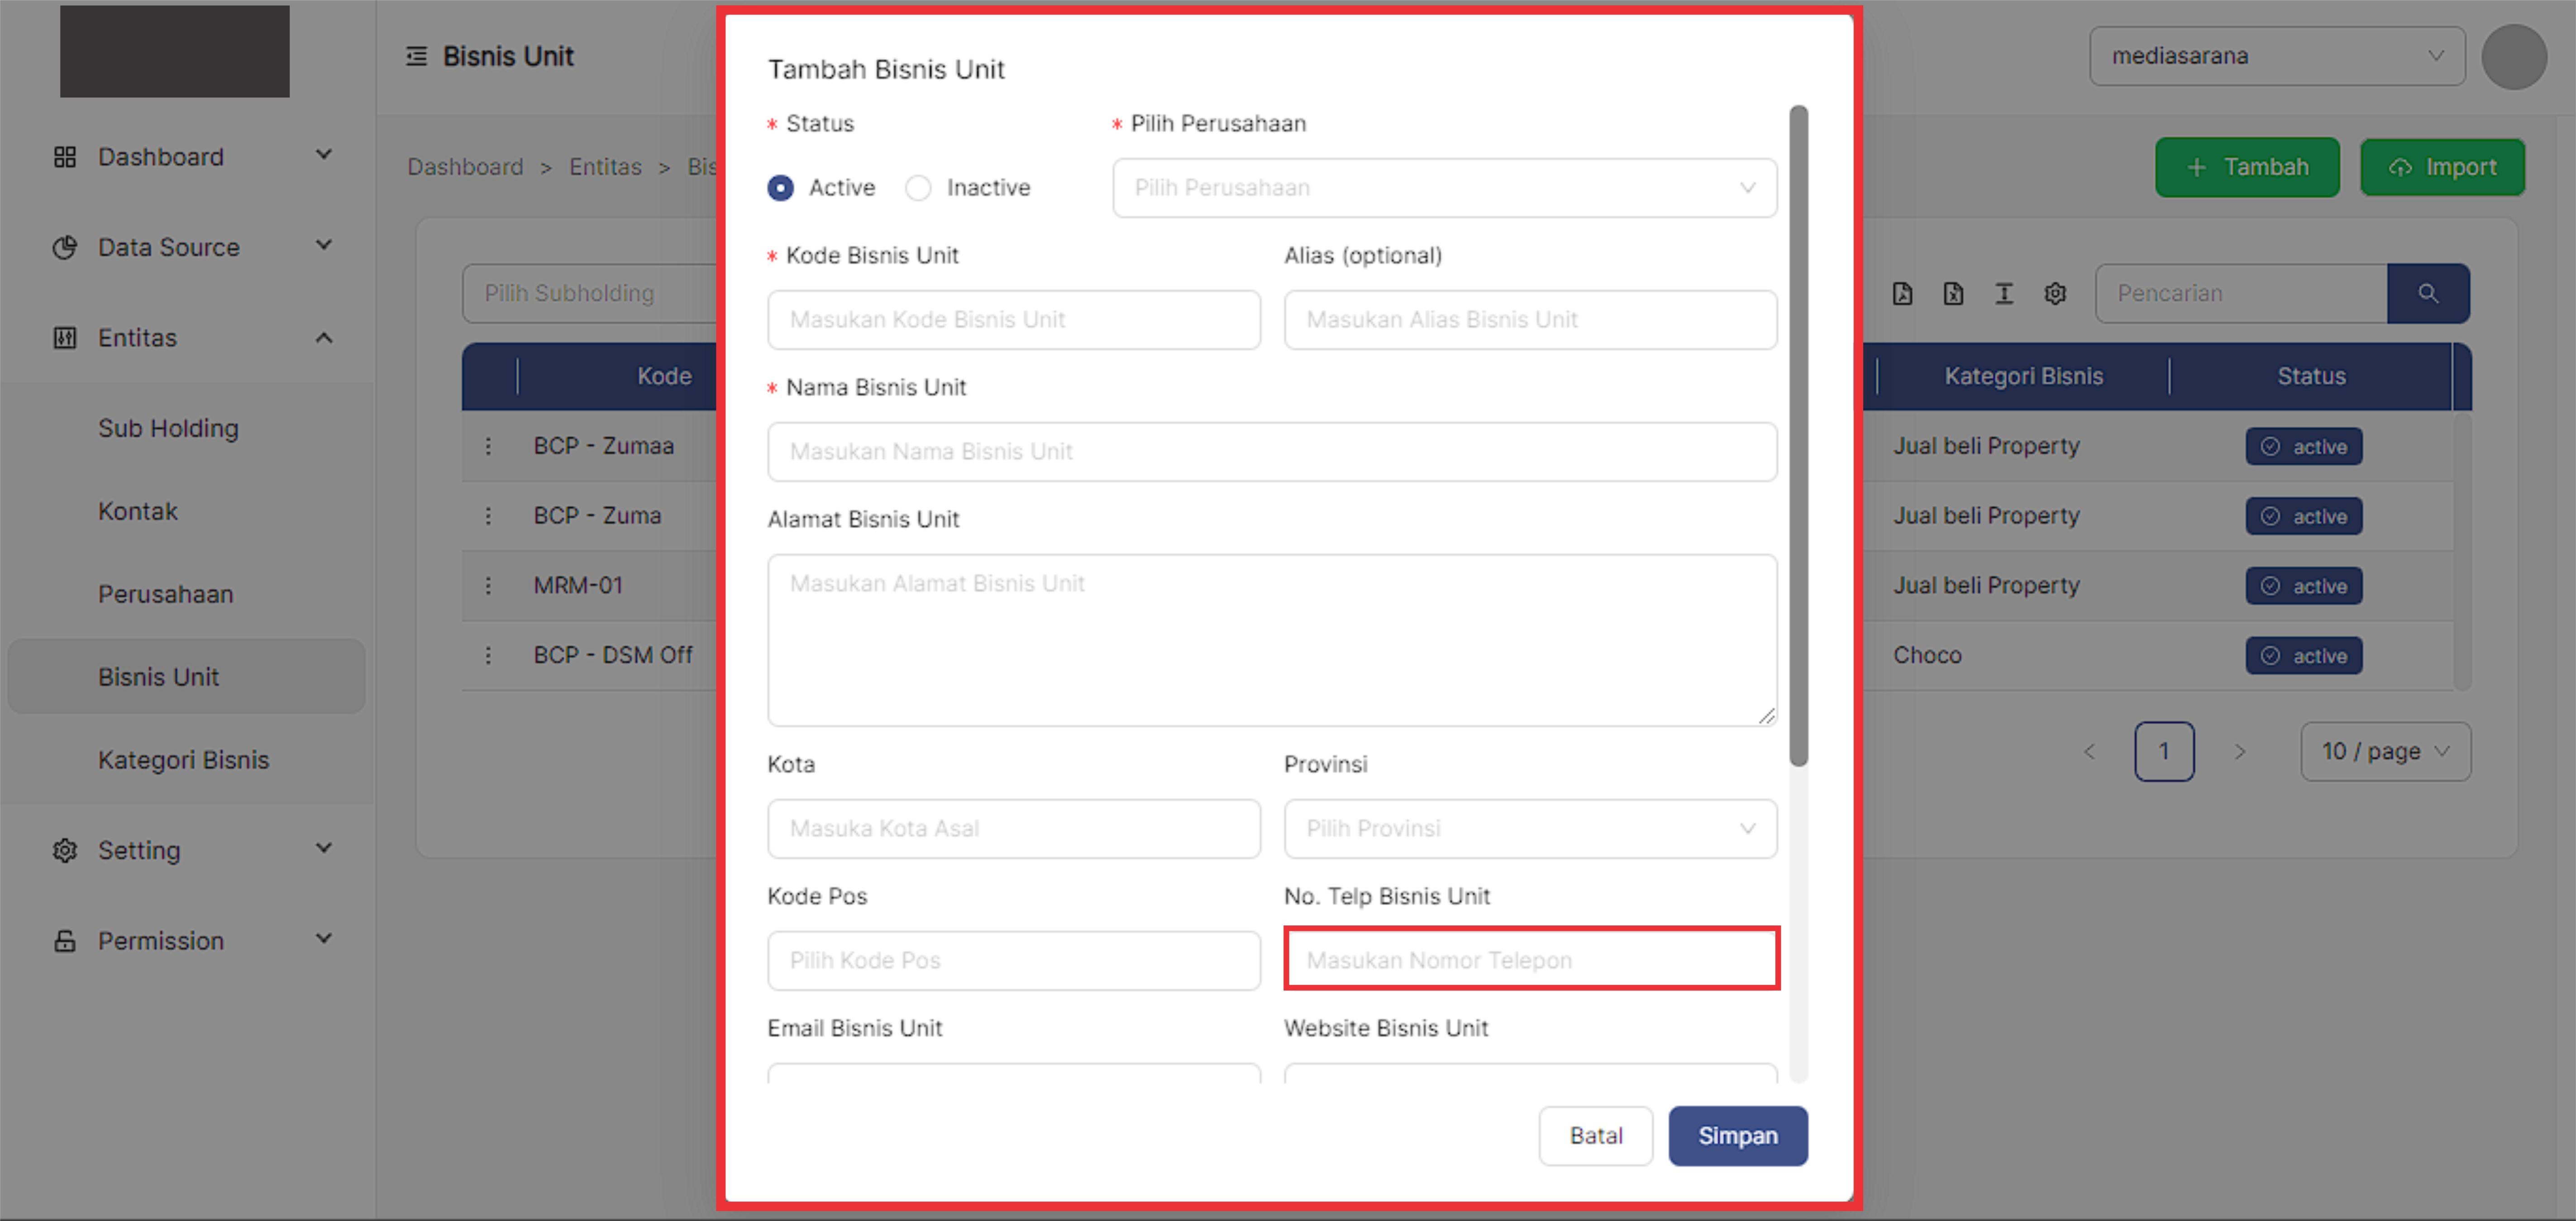 Bisnis Unit
mediasarana
Dashboard
Data Source
Entitas
Sub Holding
Kontak
Perusahaan
Bisnis Unit
Kategori Bisnis
Setting
Permission
Dashboard > Entitas > Bis
+ Tambah
Import
Pilih Subholding
Pencarian
Kode
Kategori Bisnis
Status
BCP - Zumaa
Jual beli Property
active
BCP - Zuma
Jual beli Property
active
MRM-01
Jual beli Property
active
BCP - DSM Off
Choco
active
< 1 >
10 / page
Tambah Bisnis Unit
* Status
* Pilih Perusahaan
Active
Inactive
Pilih Perusahaan
* Kode Bisnis Unit
Alias (optional)
Masukan Kode Bisnis Unit
Masukan Alias Bisnis Unit
* Nama Bisnis Unit
Masukan Nama Bisnis Unit
Alamat Bisnis Unit
Masukan Alamat Bisnis Unit
Kota
Provinsi
Masuka Kota Asal
Pilih Provinsi
Kode Pos
No. Telp Bisnis Unit
Pilih Kode Pos
Masukan Nomor Telepon
Email Bisnis Unit
Website Bisnis Unit
Batal
Simpan